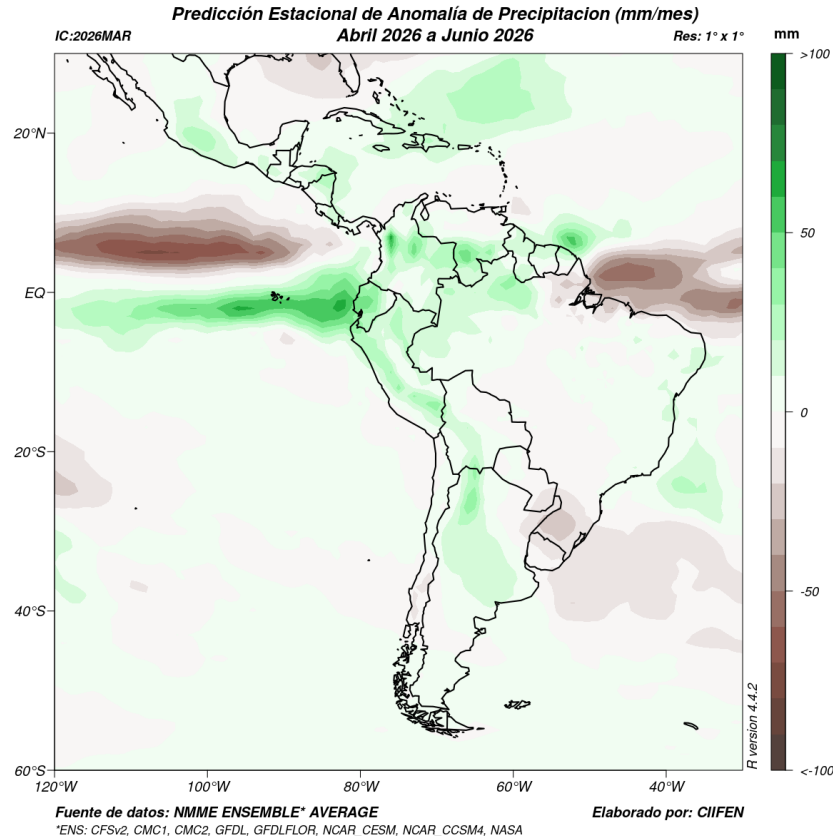 Predicción Estacional de Anomalía de Precipitacion (mm/mes)
IC:2026MAR
Abril 2026 a Junio 2026
Res: 1° x 1°
mm
>100
50
0
-50
<-100
20°N
EQ
20°S
40°S
60°S
120°W
100°W
80°W
60°W
40°W
R version 4.4.2
Fuente de datos: NMME ENSEMBLE* AVERAGE
Elaborado por: CIIFEN
*ENS: CFSv2, CMC1, CMC2, GFDL, GFDLFLOR, NCAR_CESM, NCAR_CCSM4, NASA